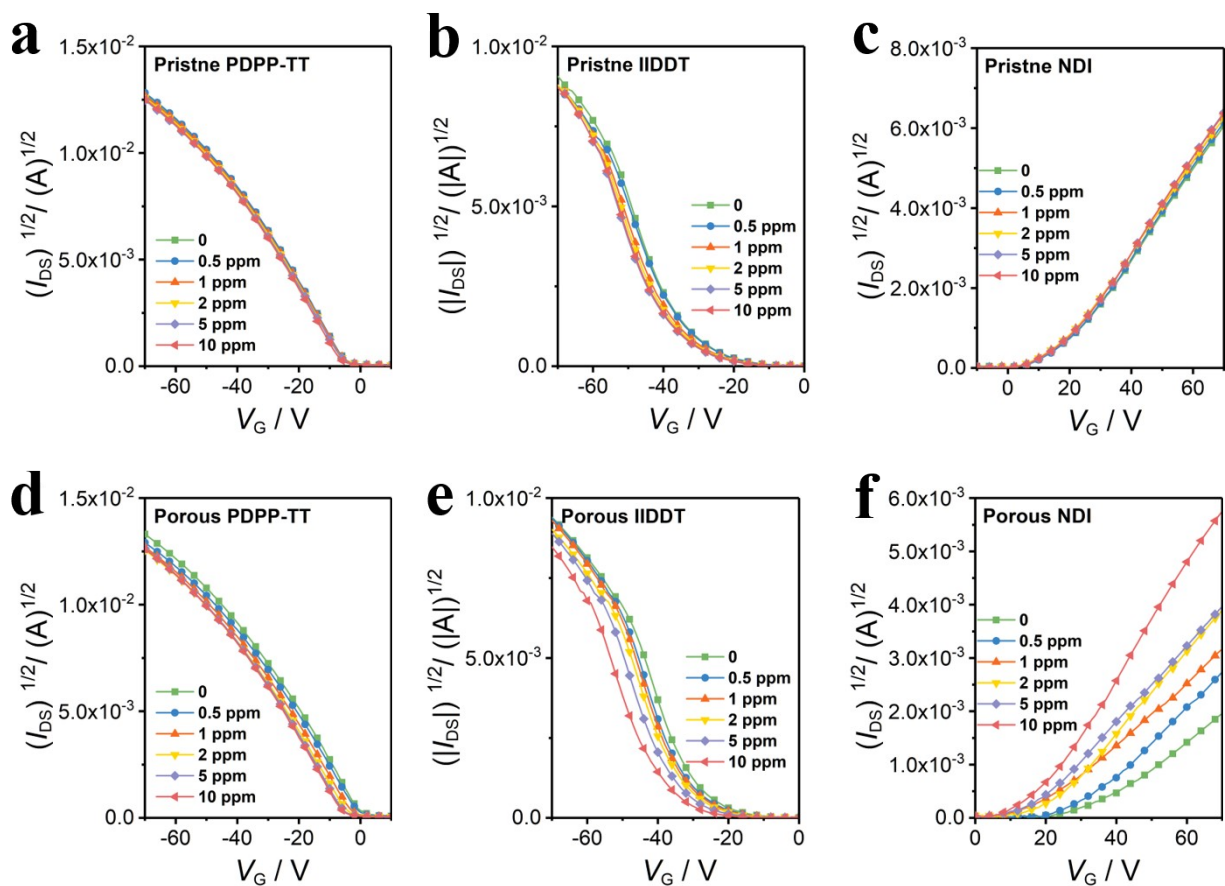 a
1.5x10⁻²
Pristne PDPP-TT
1.0x10⁻²
5.0x10⁻³
0.0
(I_DS) ¹/² / (A)¹/²
0
0.5 ppm
1 ppm
2 ppm
5 ppm
10 ppm
-60 -40 -20 0
V_G / V
b
1.0x10⁻²
Pristne IIDDT
5.0x10⁻³
0.0
(|I_DS|) ¹/² / (|A|)¹/²
0
0.5 ppm
1 ppm
2 ppm
5 ppm
10 ppm
-60 -40 -20 0
V_G / V
c
8.0x10⁻³
Pristne NDI
6.0x10⁻³
4.0x10⁻³
2.0x10⁻³
0.0
(I_DS) ¹/² / (A)¹/²
0
0.5 ppm
1 ppm
2 ppm
5 ppm
10 ppm
0 20 40 60
V_G / V
d
1.5x10⁻²
Porous PDPP-TT
1.0x10⁻²
5.0x10⁻³
0.0
(I_DS) ¹/² / (A)¹/²
0
0.5 ppm
1 ppm
2 ppm
5 ppm
10 ppm
-60 -40 -20 0
V_G / V
e
1.0x10⁻²
Porous IIDDT
5.0x10⁻³
0.0
(|I_DS|) ¹/² / (|A|)¹/²
0
0.5 ppm
1 ppm
2 ppm
5 ppm
10 ppm
-60 -40 -20 0
V_G / V
f
6.0x10⁻³
Porous NDI
5.0x10⁻³
4.0x10⁻³
3.0x10⁻³
2.0x10⁻³
1.0x10⁻³
0.0
(I_DS) ¹/² / (A)¹/²
0
0.5 ppm
1 ppm
2 ppm
5 ppm
10 ppm
0 20 40 60
V_G / V